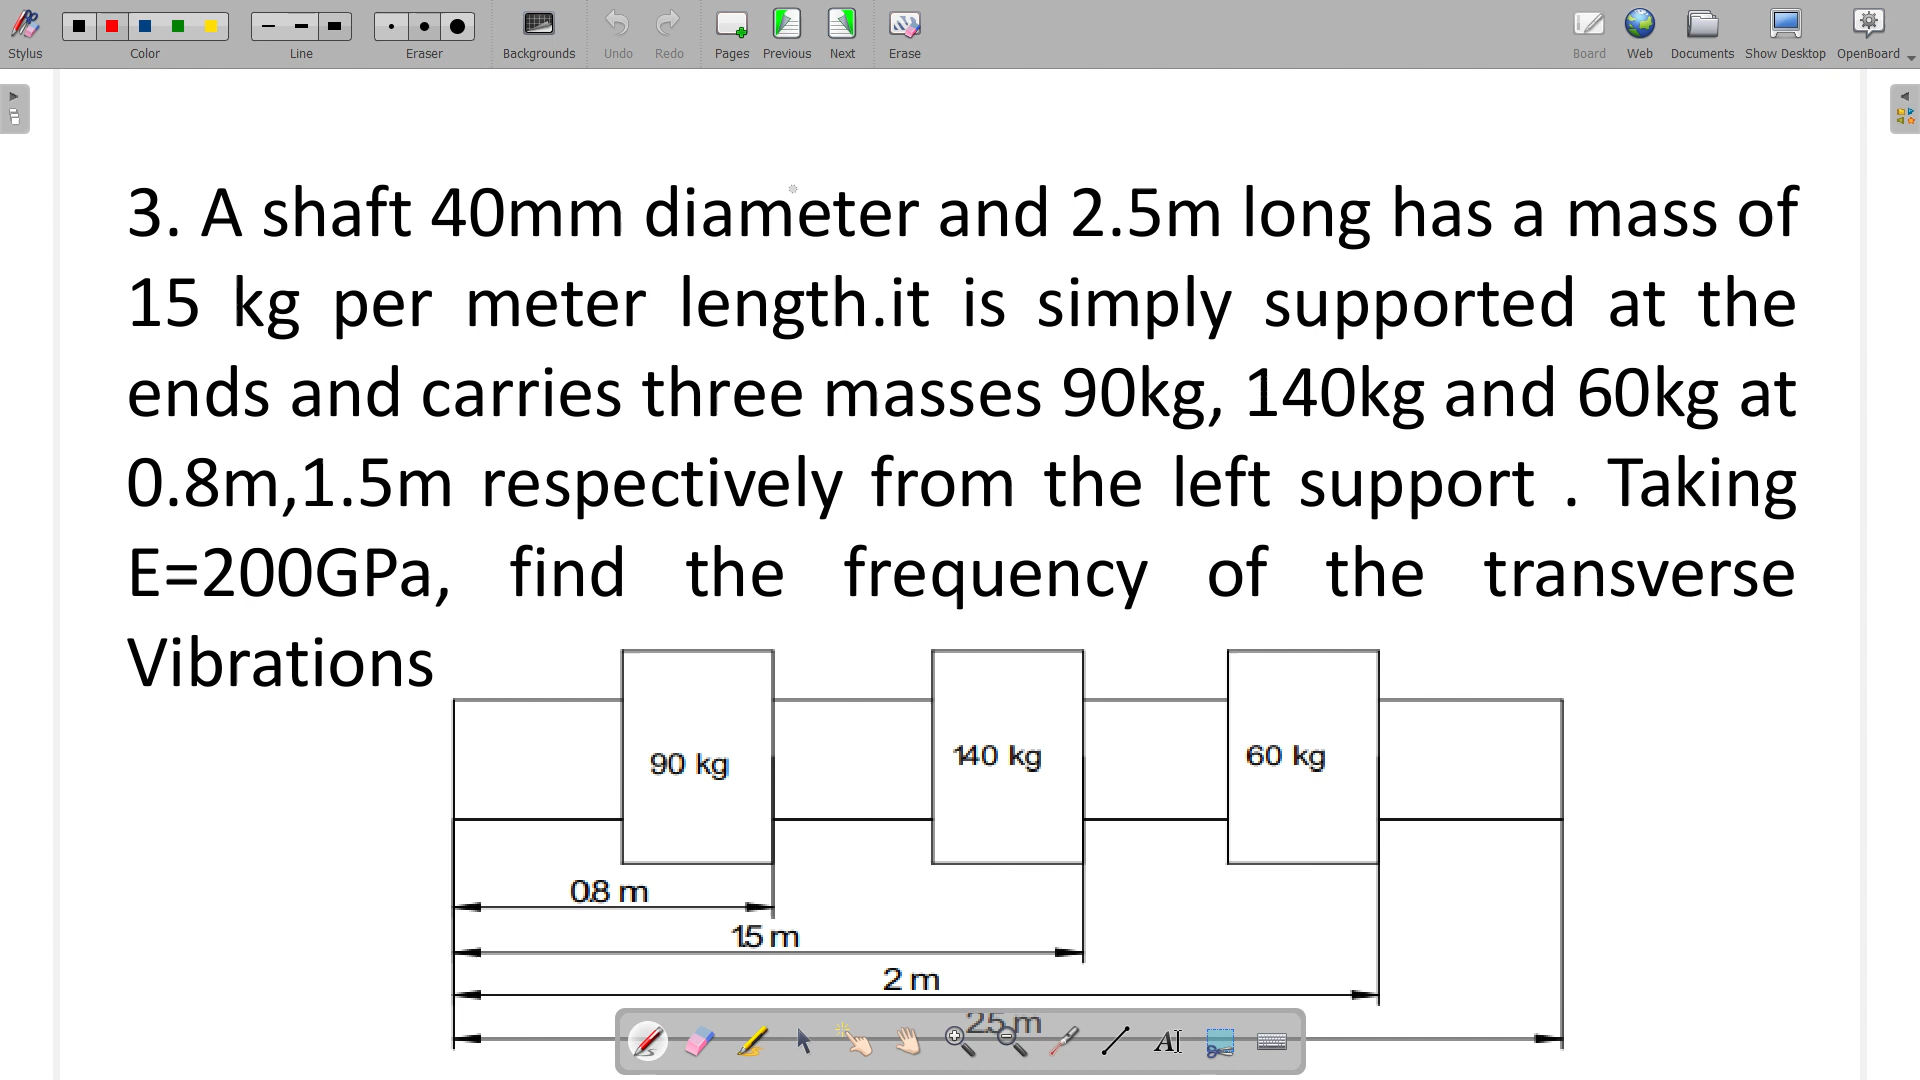 Stylus Color Line Eraser Backgrounds Undo Redo Pages Previous Next Erase Board Web Documents Show Desktop OpenBoard
3. A shaft 40mm diameter and 2.5m long has a mass of
15 kg per meter length.it is simply supported at the
ends and carries three masses 90kg, 140kg and 60kg at
0.8m,1.5m respectively from the left support . Taking
E=200GPa, find the frequency of the transverse
Vibrations
90 kg 140 kg 60 kg
0.8 m
1.5 m
2 m
2.5 m